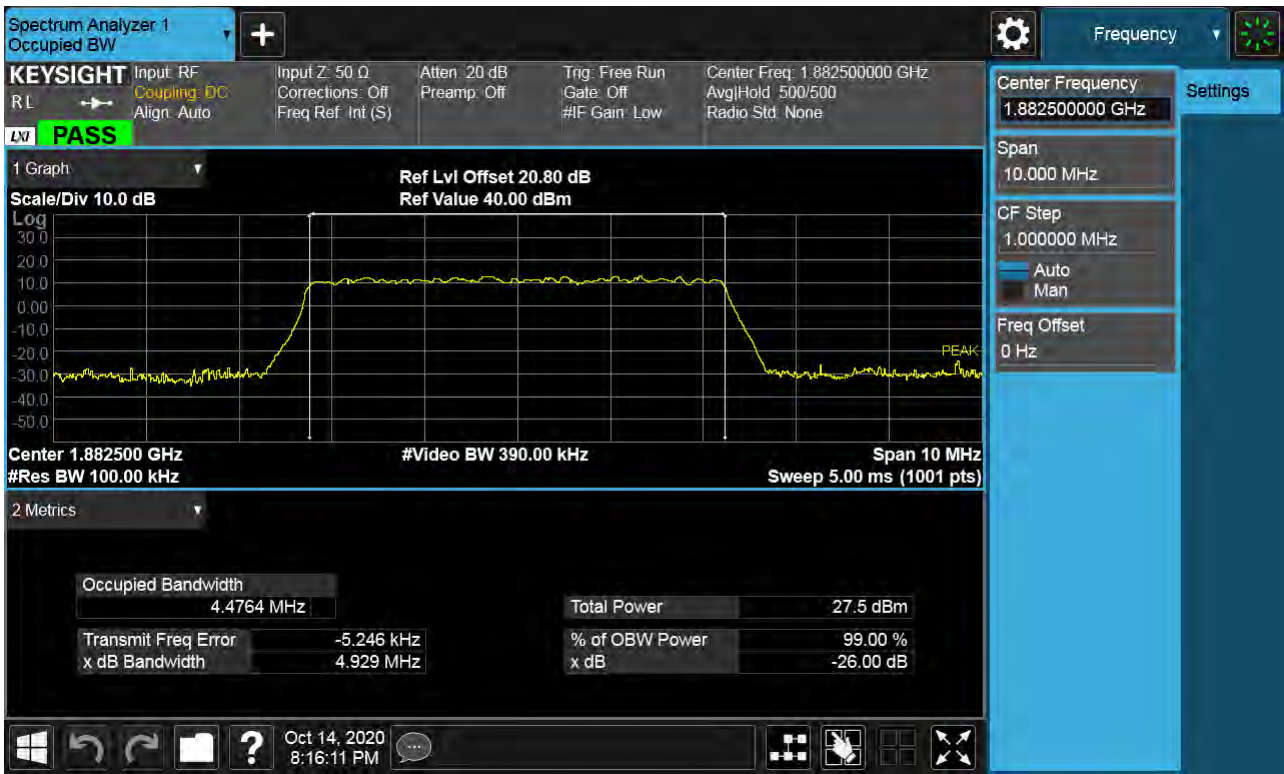 Spectrum Analyzer 1
Occupied BW
Frequency
KEYSIGHT
RL
LXI
PASS
Input: RF
Coupling: DC
Align: Auto
Input Z: 50 Ω
Corrections: Off
Freq Ref: Int (S)
Atten: 20 dB
Preamp: Off
Trig: Free Run
Gate: Off
#IF Gain: Low
Center Freq: 1.882500000 GHz
Avg|Hold: 500/500
Radio Std: None
Center Frequency
1.882500000 GHz
Settings
Span
10.000 MHz
CF Step
1.000000 MHz
Auto
Man
Freq Offset
0 Hz
1 Graph
Ref Lvl Offset 20.80 dB
Scale/Div 10.0 dB
Ref Value 40.00 dBm
Log
30.0
20.0
10.0
0.00
-10.0
-20.0
-30.0
-40.0
-50.0
PEAK
Center 1.882500 GHz
#Video BW 390.00 kHz
Span 10 MHz
#Res BW 100.00 kHz
Sweep 5.00 ms (1001 pts)
2 Metrics
Occupied Bandwidth
4.4764 MHz
Total Power
27.5 dBm
Transmit Freq Error
-5.246 kHz
% of OBW Power
99.00 %
x dB Bandwidth
4.929 MHz
x dB
-26.00 dB
?
Oct 14, 2020
8:16:11 PM